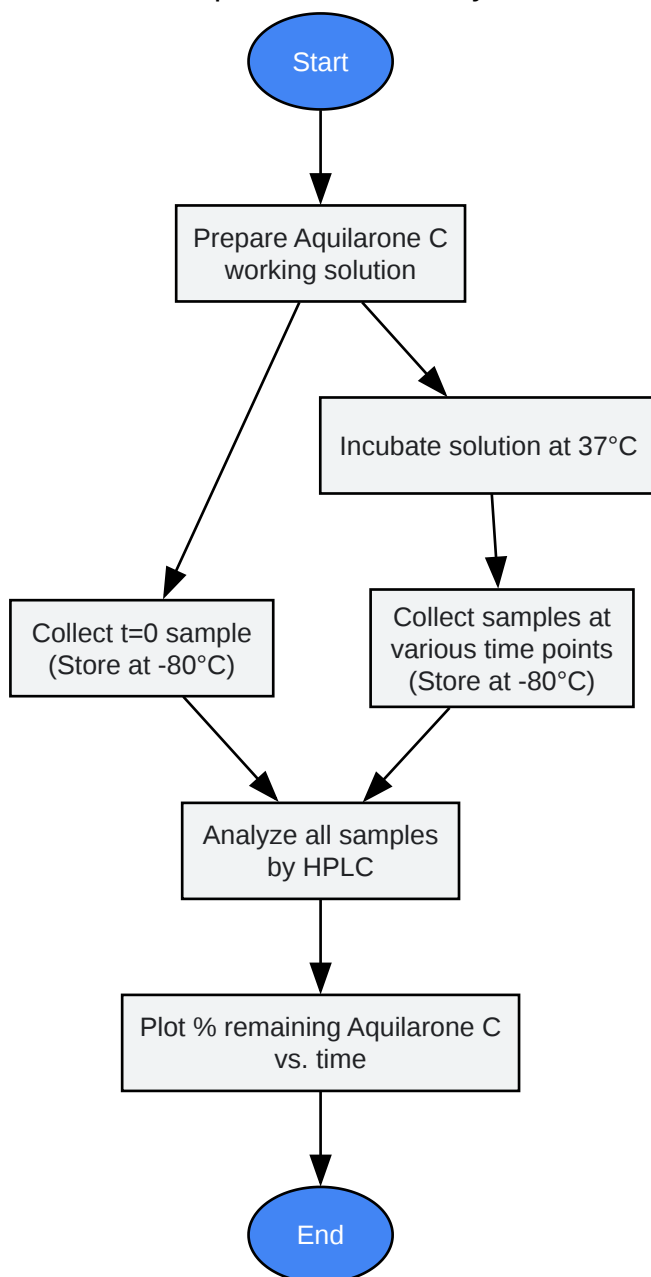 Start
Prepare Aquilarone C
working solution
Incubate solution at 37°C
Collect t=0 sample
(Store at -80°C)
Collect samples at
various time points
(Store at -80°C)
Analyze all samples
by HPLC
Plot % remaining Aquilarone C
vs. time
End